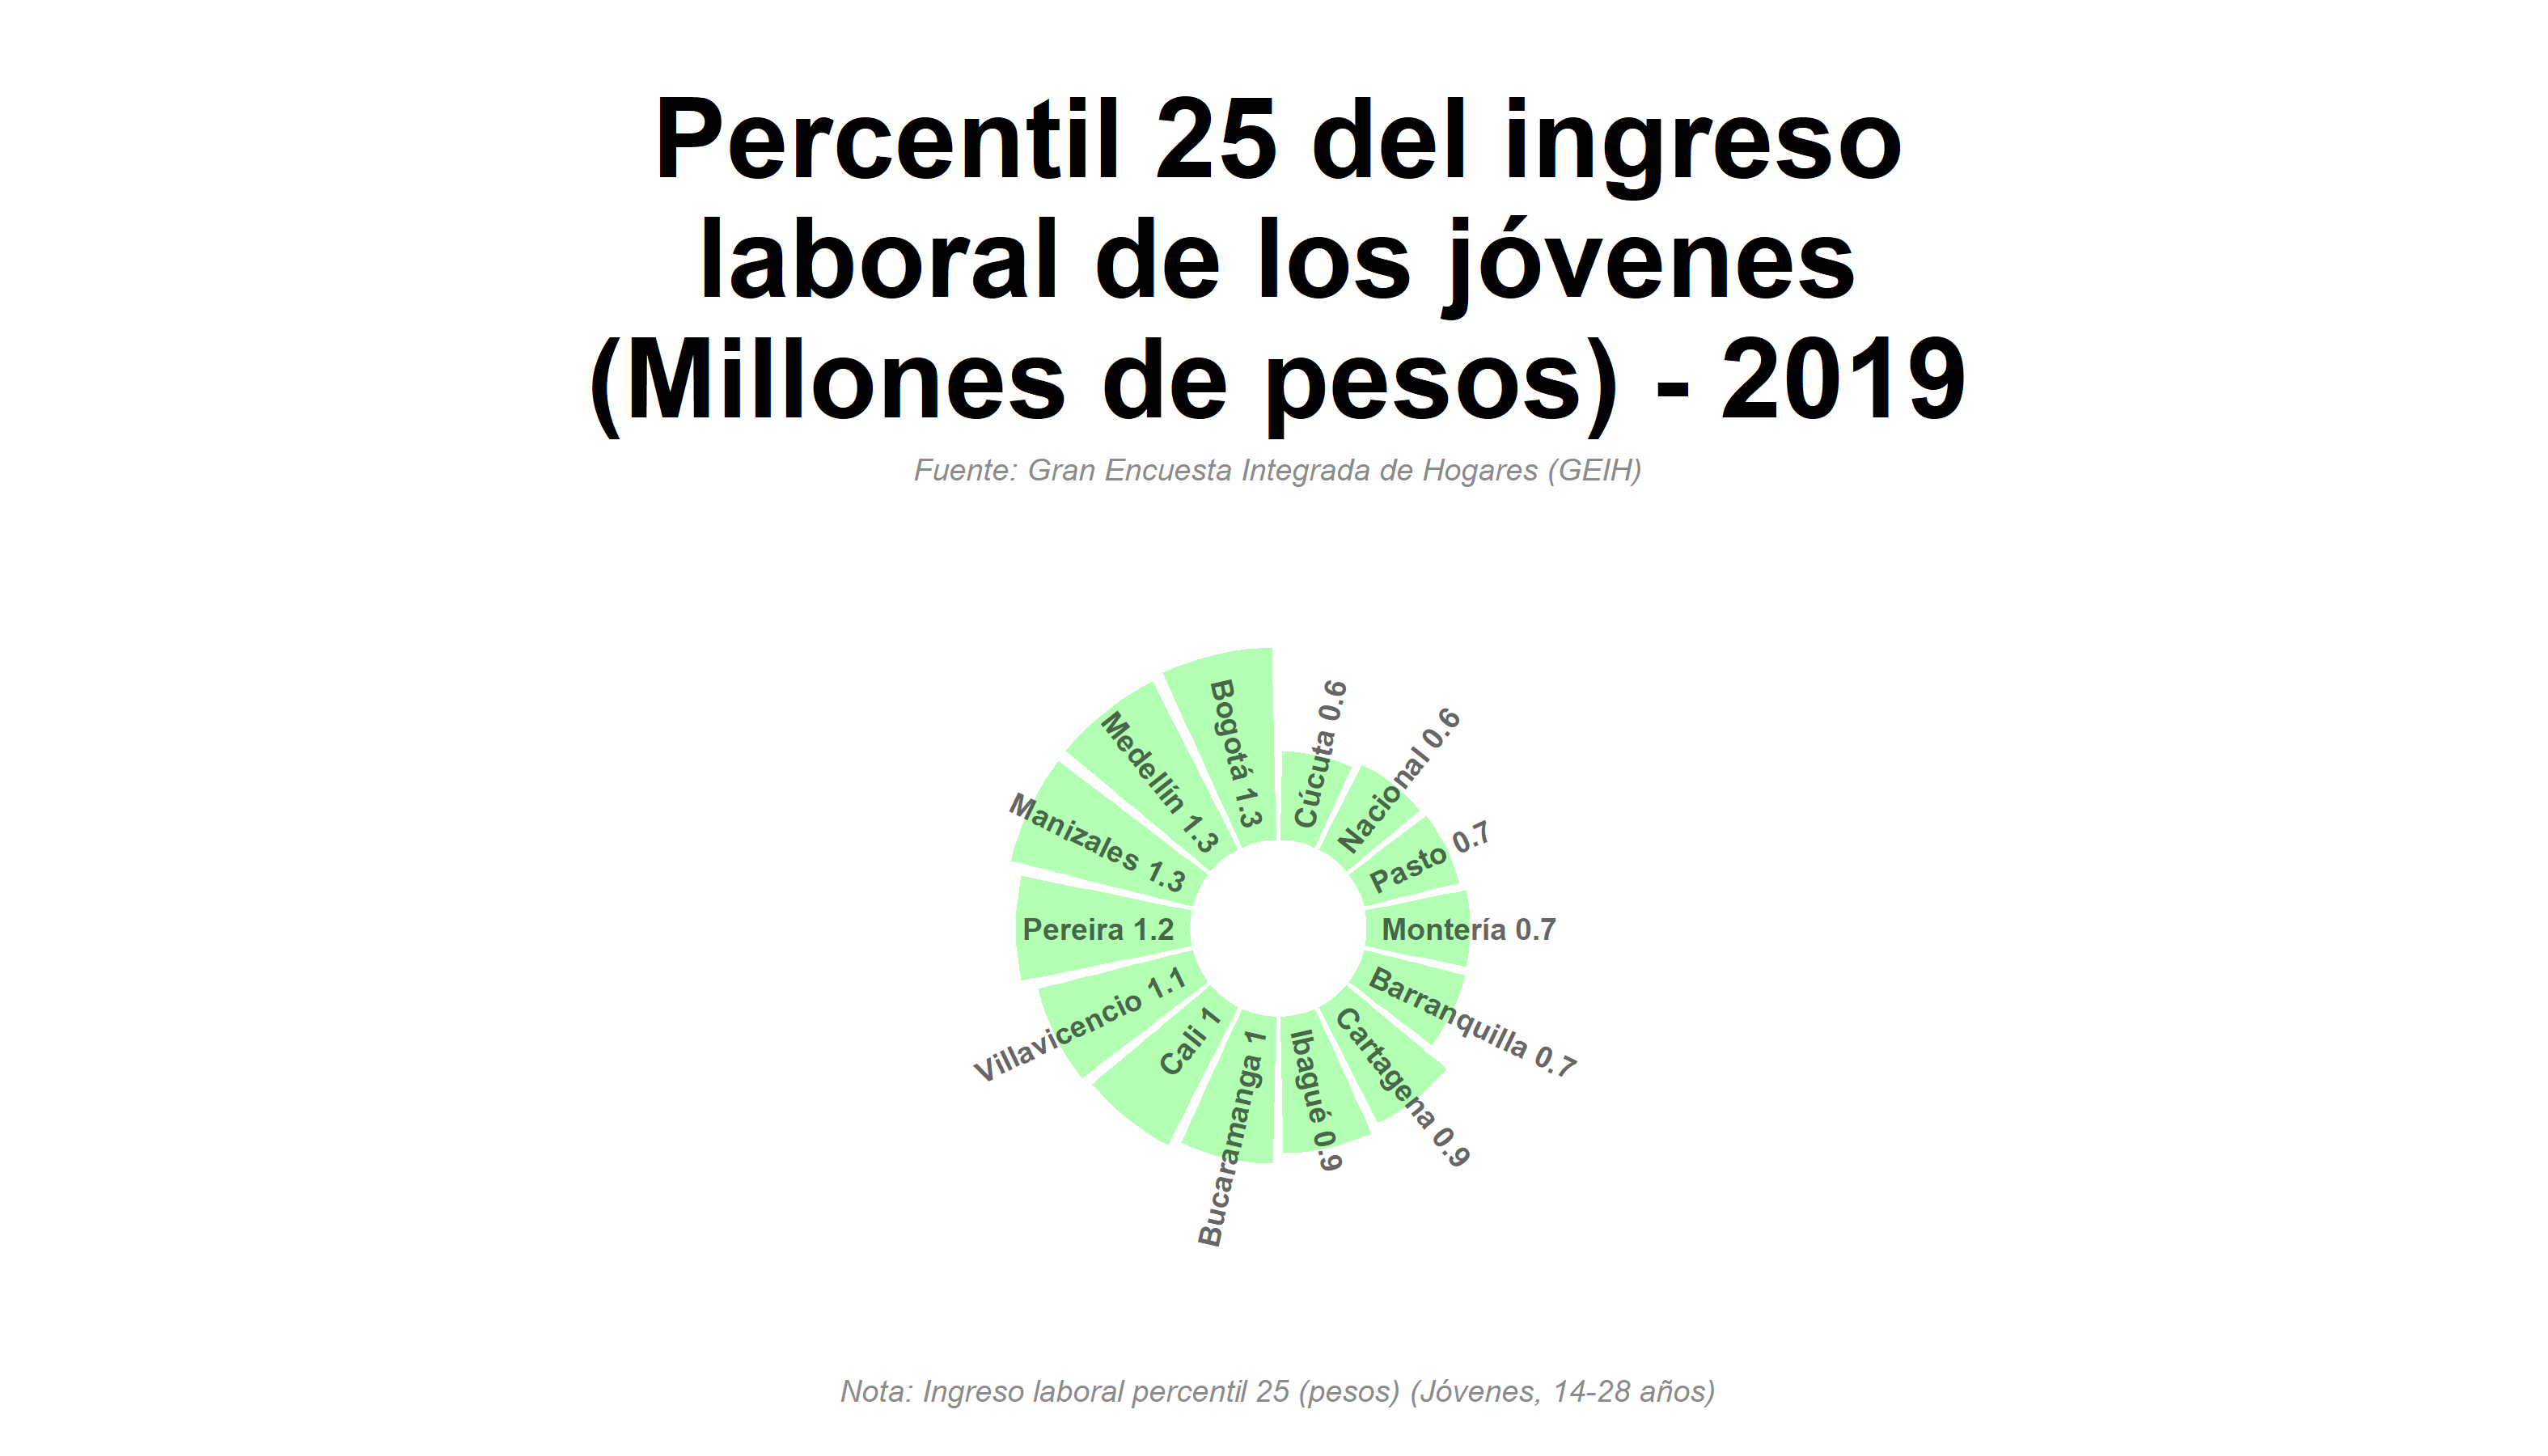 Percentil 25 del ingreso
laboral de los jóvenes
(Millones de pesos) - 2019
Fuente: Gran Encuesta Integrada de Hogares (GEIH)
Cúcuta 0.6
Nacional 0.6
Pasto 0.7
Montería 0.7
Barranquilla 0.7
Cartagena 0.9
Ibagué 0.9
Bucaramanga 1
Cali 1
Villavicencio 1.1
Pereira 1.2
Manizales 1.3
Medellín 1.3
Bogotá 1.3
Nota: Ingreso laboral percentil 25 (pesos) (Jóvenes, 14-28 años)